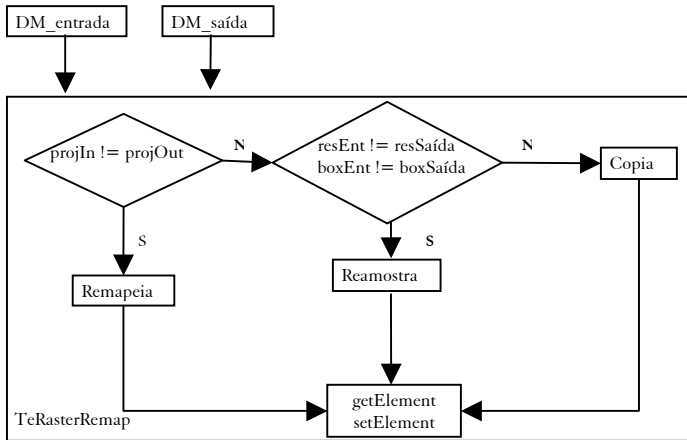 DM_entrada
DM_saída
projIn != projOut
N
resEnt != resSaída
boxEnt != boxSaída
N
Copia
S
S
Remapeia
Reamostra
getElement
setElement
TeRasterRemap